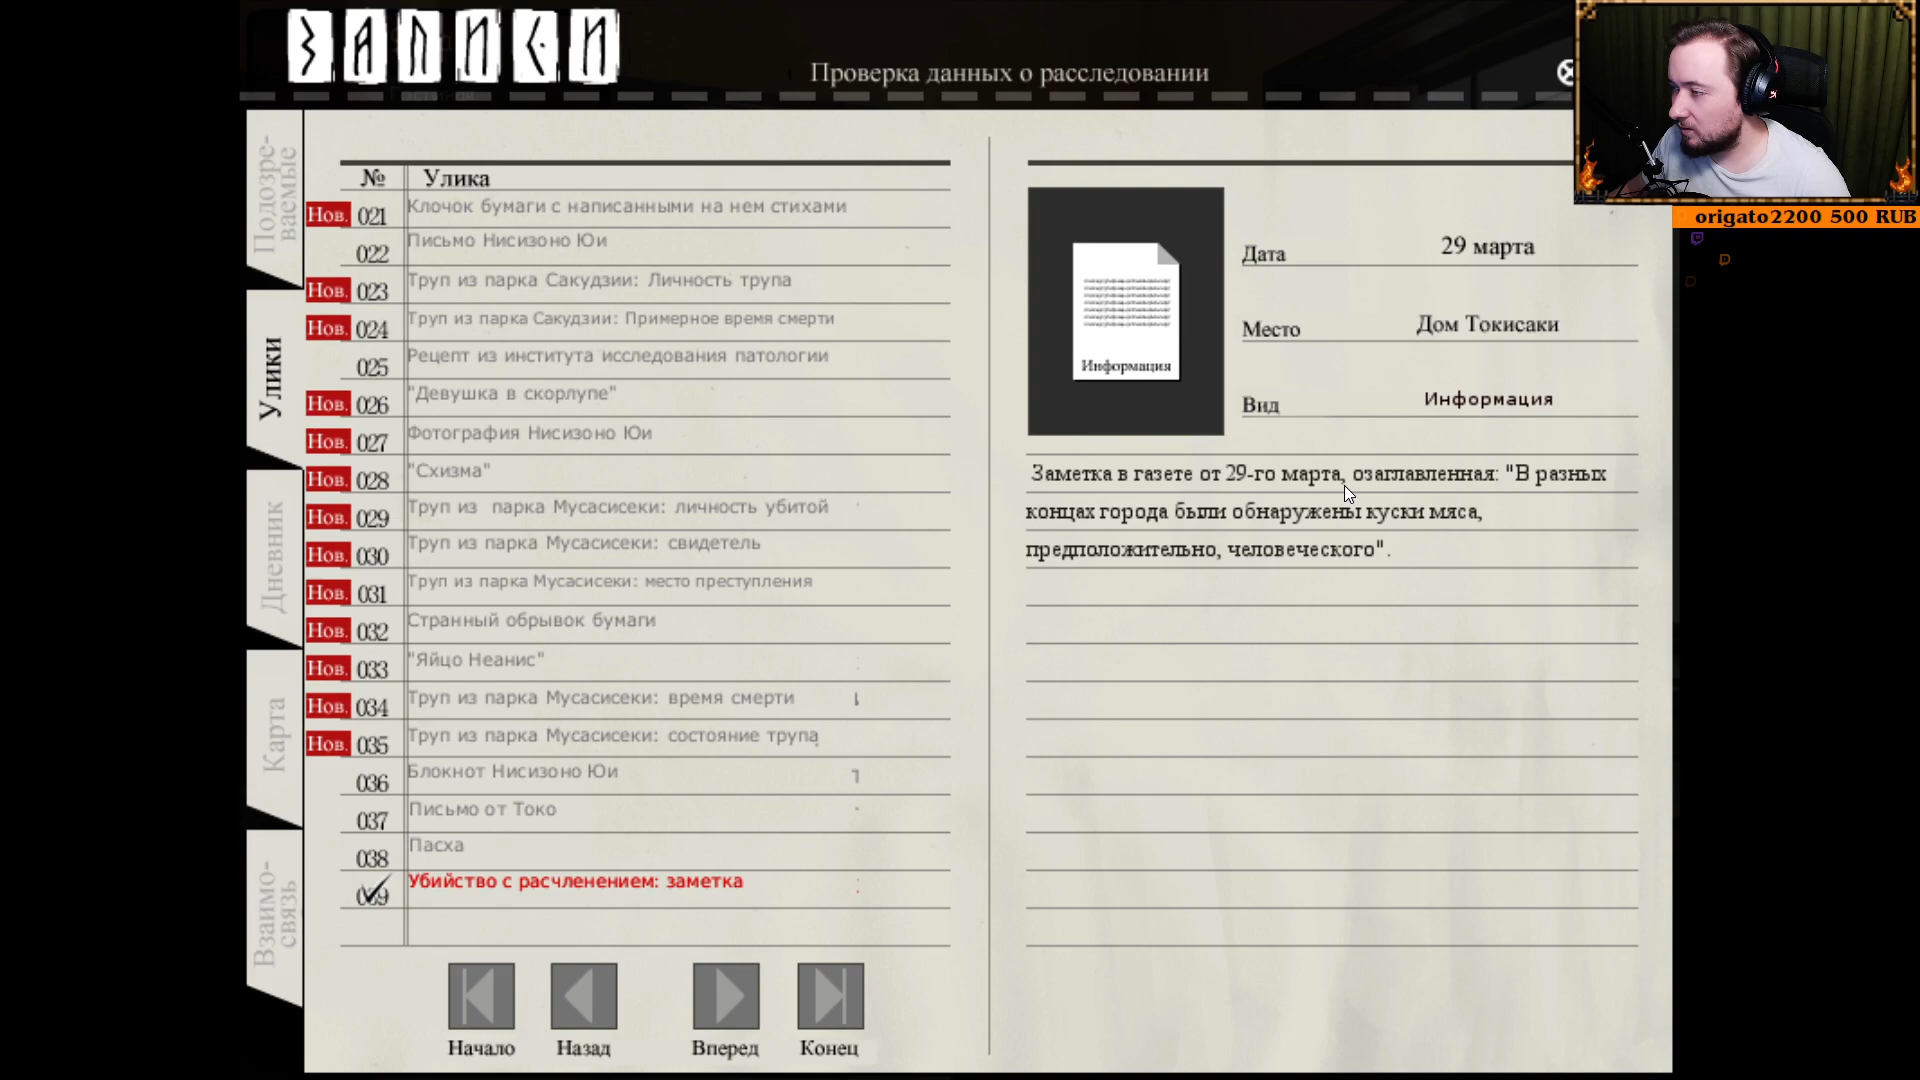 ЗАПИСИ
Проверка данных о расследовании
origato2200 500 RUB
Подозре-
ваемые
Улики
Дневник
Карта
Взаимо-
связь
№ Улика
Нов. 021 Клочок бумаги с написанными на нем стихами
022 Письмо Нисизоно Юи
Нов. 023 Труп из парка Сакудзии: Личность трупа
Нов. 024 Труп из парка Сакудзии: Примерное время смерти
025 Рецепт из института исследования патологии
Нов. 026 "Девушка в скорлупе"
Нов. 027 Фотография Нисизоно Юи
Нов. 028 "Схизма"
Нов. 029 Труп из парка Мусасисеки: личность убитой
Нов. 030 Труп из парка Мусасисеки: свидетель
Нов. 031 Труп из парка Мусасисеки: место преступления
Нов. 032 Странный обрывок бумаги
Нов. 033 "Яйцо Неанис"
Нов. 034 Труп из парка Мусасисеки: время смерти
Нов. 035 Труп из парка Мусасисеки: состояние трупа
036 Блокнот Нисизоно Юи
037 Письмо от Токо
038 Пасха
039 Убийство с расчленением: заметка
Начало Назад Вперед Конец
Информация
Дата 29 марта
Место Дом Токисаки
Вид Информация
Заметка в газете от 29-го марта, озаглавленная: "В разных
концах города были обнаружены куски мяса,
предположительно, человеческого".